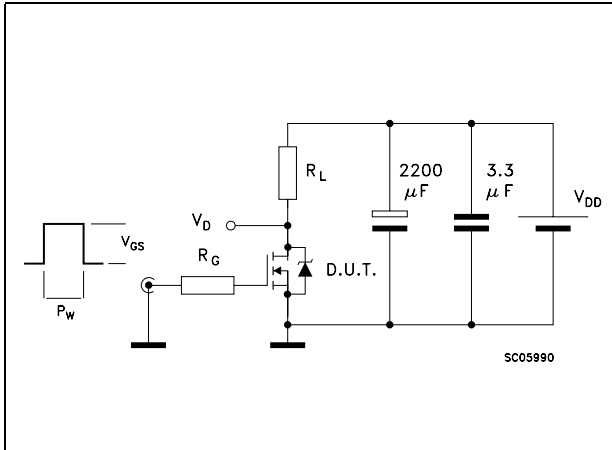 R_L
2200
µF
3.3
µF
V_DD
V_D
V_GS
R_G
D.U.T.
P_W
SC05990